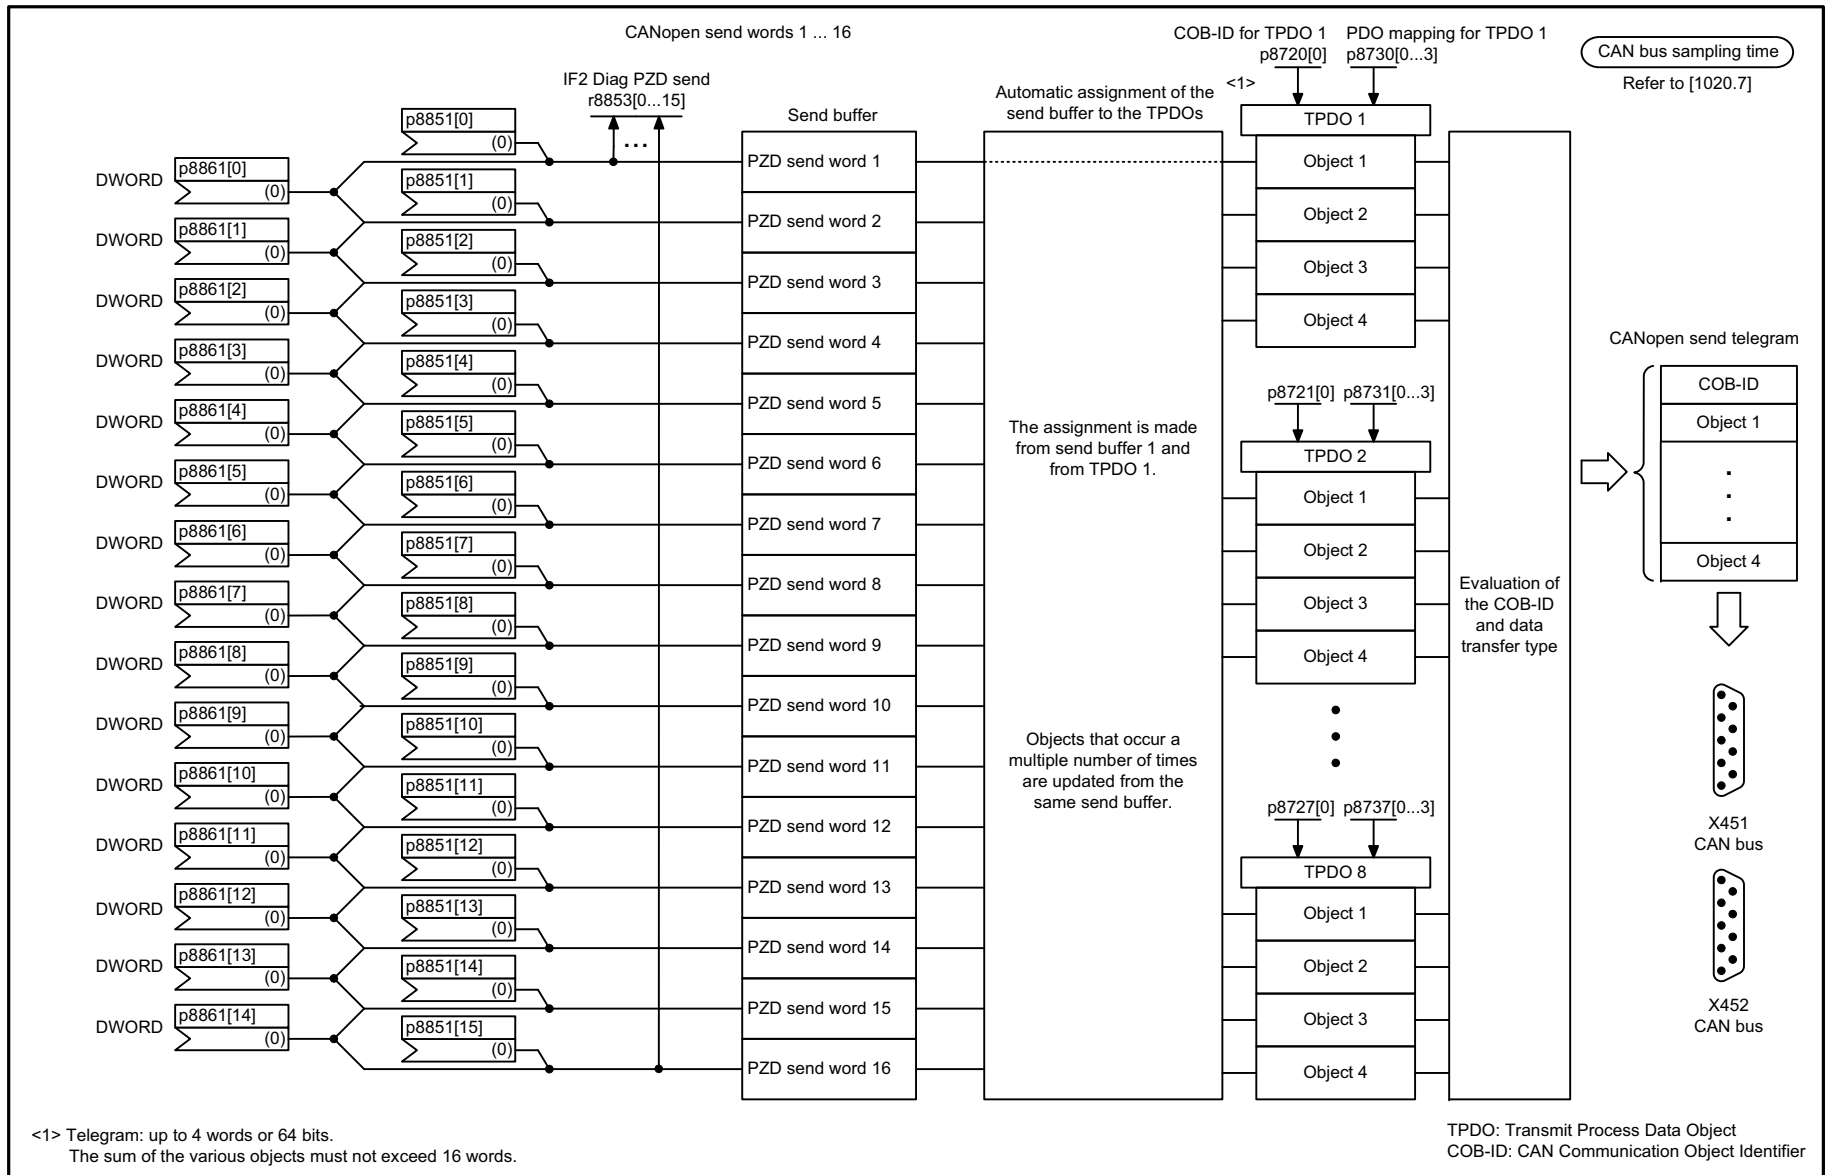 CANopen send words 1 ... 16
IF2 Diag PZD send
r8853[0...15]
...
COB-ID for TPDO 1
p8720[0]
PDO mapping for TPDO 1
p8730[0...3]
<1>
CAN bus sampling time
Refer to [1020.7]
DWORD
p8861[0]
(0)
DWORD
p8861[1]
(0)
DWORD
p8861[2]
(0)
DWORD
p8861[3]
(0)
DWORD
p8861[4]
(0)
DWORD
p8861[5]
(0)
DWORD
p8861[6]
(0)
DWORD
p8861[7]
(0)
DWORD
p8861[8]
(0)
DWORD
p8861[9]
(0)
DWORD
p8861[10]
(0)
DWORD
p8861[11]
(0)
DWORD
p8861[12]
(0)
DWORD
p8861[13]
(0)
DWORD
p8861[14]
(0)
p8851[0]
(0)
p8851[1]
(0)
p8851[2]
(0)
p8851[3]
(0)
p8851[4]
(0)
p8851[5]
(0)
p8851[6]
(0)
p8851[7]
(0)
p8851[8]
(0)
p8851[9]
(0)
p8851[10]
(0)
p8851[11]
(0)
p8851[12]
(0)
p8851[13]
(0)
p8851[14]
(0)
p8851[15]
(0)
Send buffer
PZD send word 1
PZD send word 2
PZD send word 3
PZD send word 4
PZD send word 5
PZD send word 6
PZD send word 7
PZD send word 8
PZD send word 9
PZD send word 10
PZD send word 11
PZD send word 12
PZD send word 13
PZD send word 14
PZD send word 15
PZD send word 16
Automatic assignment of the
send buffer to the TPDOs
The assignment is made
from send buffer 1 and
from TPDO 1.
Objects that occur a
multiple number of times
are updated from the
same send buffer.
TPDO 1
Object 1
Object 2
Object 3
Object 4
p8721[0]
p8731[0...3]
TPDO 2
Object 1
Object 2
Object 3
Object 4
p8727[0]
p8737[0...3]
TPDO 8
Object 1
Object 2
Object 3
Object 4
Evaluation of
the COB-ID
and data
transfer type
CANopen send telegram
COB-ID
Object 1
.
.
.
Object 4
X451
CAN bus
X452
CAN bus
<1> Telegram: up to 4 words or 64 bits.
The sum of the various objects must not exceed 16 words.
TPDO: Transmit Process Data Object
COB-ID: CAN Communication Object Identifier